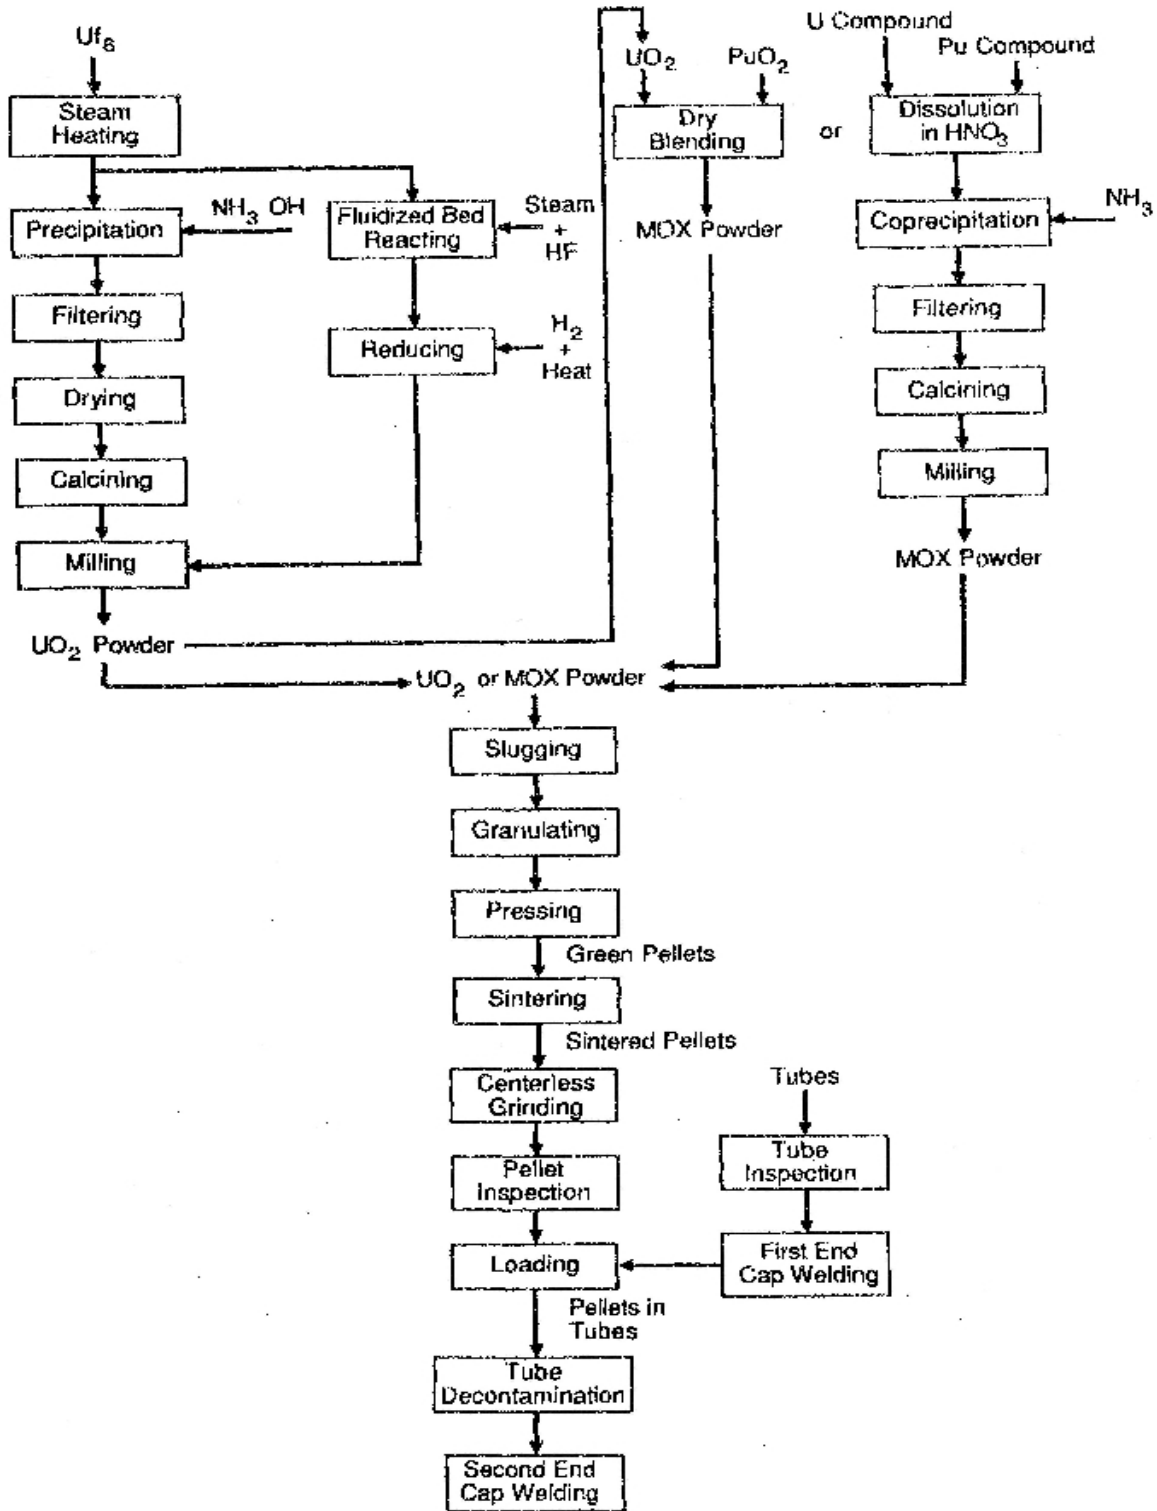 Uf6
Steam
Heating
Precipitation
NH3 OH
Filtering
Drying
Calcining
Milling
UO2 Powder
Fluidized Bed
Reacting
Steam
+
HF
Reducing
H2
+
Heat
UO2
PuO2
Dry
Blending
MOX Powder
or
U Compound
Pu Compound
Dissolution
in HNO3
Coprecipitation
NH3
Filtering
Calcining
Milling
MOX Powder
UO2 or MOX Powder
Slugging
Granulating
Pressing
Green Pellets
Sintering
Sintered Pellets
Centerless
Grinding
Pellet
Inspection
Tubes
Tube
Inspection
First End
Cap Welding
Loading
Pellets in
Tubes
Tube
Decontamination
Second End
Cap Welding